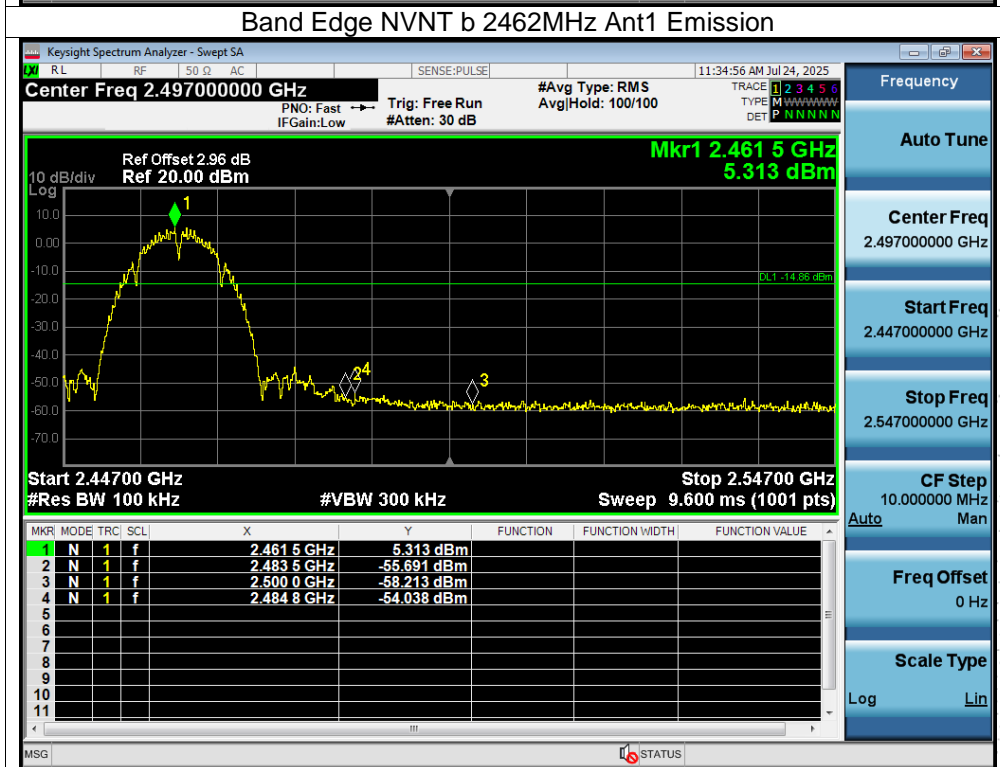 Band Edge NVNT b 2462MHz Ant1 Emission
Keysight Spectrum Analyzer - Swept SA
LXI RL RF 50 Ω AC SENSE:PULSE 11:34:56 AM Jul 24, 2025
Center Freq 2.497000000 GHz
PNO: Fast
IFGain:Low
Trig: Free Run
#Atten: 30 dB
#Avg Type: RMS
Avg|Hold: 100/100
TRACE 1 2 3 4 5 6
TYPE M WWWWW
DET P N N N N N
Frequency
Auto Tune
Center Freq
2.497000000 GHz
Start Freq
2.447000000 GHz
Stop Freq
2.547000000 GHz
CF Step
10.000000 MHz
Auto Man
Freq Offset
0 Hz
Scale Type
Log Lin
Mkr1 2.461 5 GHz
5.313 dBm
Ref Offset 2.96 dB
10 dB/div Ref 20.00 dBm
Log
10.0
0.00
-10.0
-20.0
-30.0
-40.0
-50.0
-60.0
-70.0
1
DL1 -14.86 dBm
2 4
3
Start 2.44700 GHz Stop 2.54700 GHz
#Res BW 100 kHz #VBW 300 kHz Sweep 9.600 ms (1001 pts)
MKR MODE TRC SCL X Y FUNCTION FUNCTION WIDTH FUNCTION VALUE
1 N 1 f 2.461 5 GHz 5.313 dBm
2 N 1 f 2.483 5 GHz -55.691 dBm
3 N 1 f 2.500 0 GHz -58.213 dBm
4 N 1 f 2.484 8 GHz -54.038 dBm
5
6
7
8
9
10
11
MSG STATUS